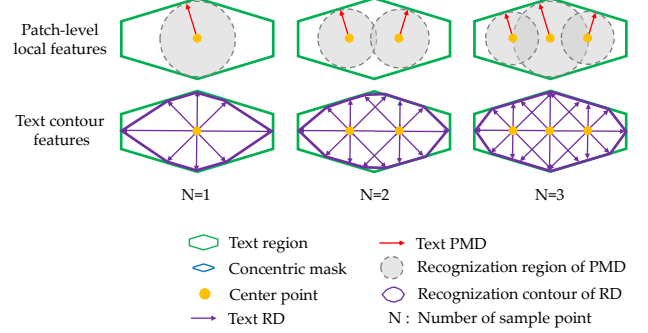 Patch-level
local features
Text contour
features
N=1
N=2
N=3
Text region
Text PMD
Concentric mask
Recognization region of PMD
Center point
Recognization contour of RD
Text RD
N : Number of sample point